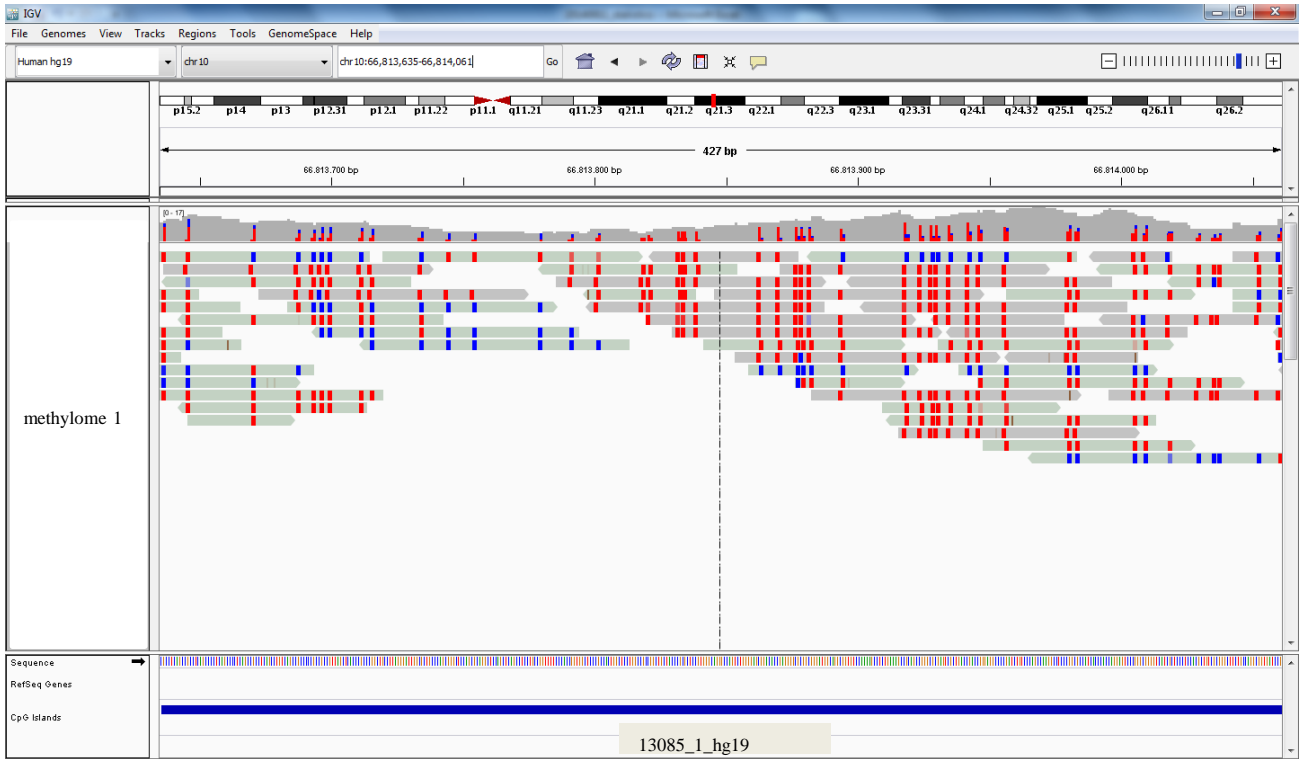 IGV
File Genomes View Tracks Regions Tools GenomeSpace Help
Human hg19 chr10 chr10:66,813,635-66,814,061 Go
p15.2 p14 p13 p12.31 p12.1 p11.22 p11.1 q11.21 q11.23 q21.1 q21.2 q21.3 q22.1 q22.3 q23.1 q23.31 q24.1 q24.32 q25.1 q25.2 q26.11 q26.2
427 bp
66.813.700 bp 66.813.800 bp 66.813.900 bp 66.814.000 bp
[0 - 17]
methylome 1
Sequence
RefSeq Genes
CpG Islands
13085_1_hg19